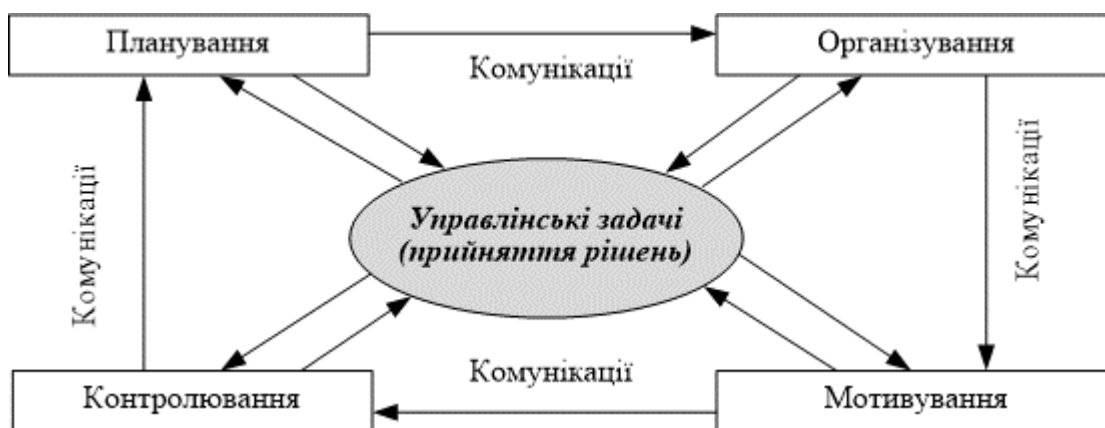 Планування
Організування
Комунікації
Комунікації
Управлінські задачі
(прийняття рішень)
Комунікації
Комунікації
Контролювання
Мотивування